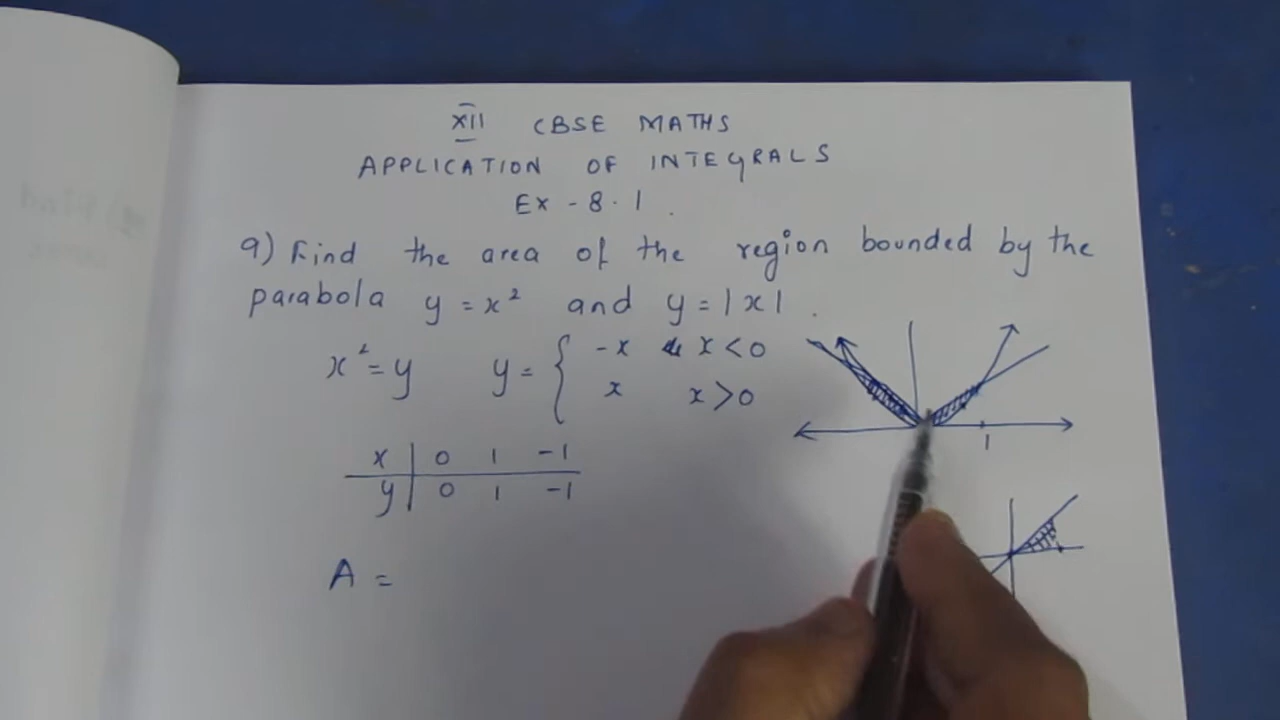 XII CBSE MATHS
APPLICATION OF INTEGRALS
EX - 8.1.
9) Find the area of the region bounded by the
parabola y = x² and y = |x|.
x² = y y = { -x x < 0
x x > 0
x | 0 1 -1
y | 0 1 -1
1
A =